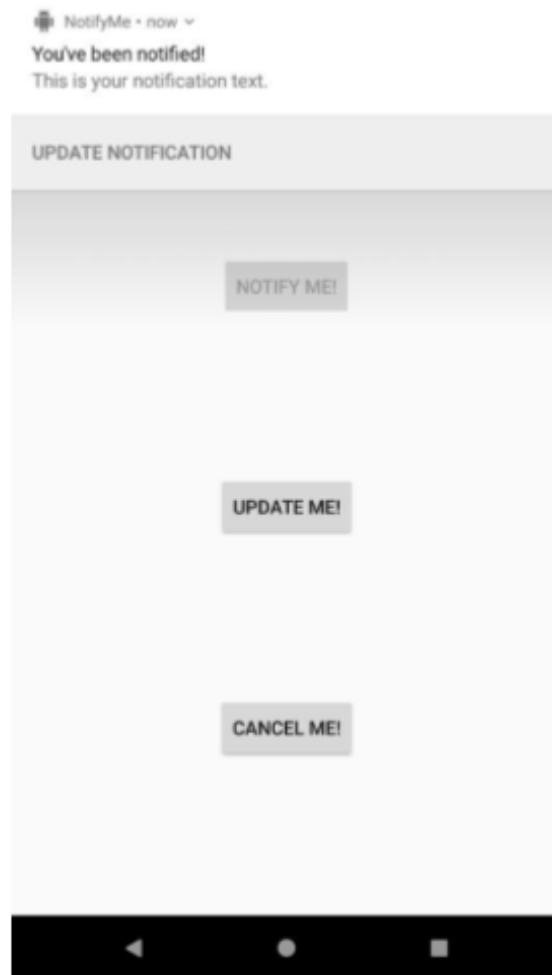 NotifyMe • now
You've been notified!
This is your notification text.
UPDATE NOTIFICATION
NOTIFY ME!
UPDATE ME!
CANCEL ME!